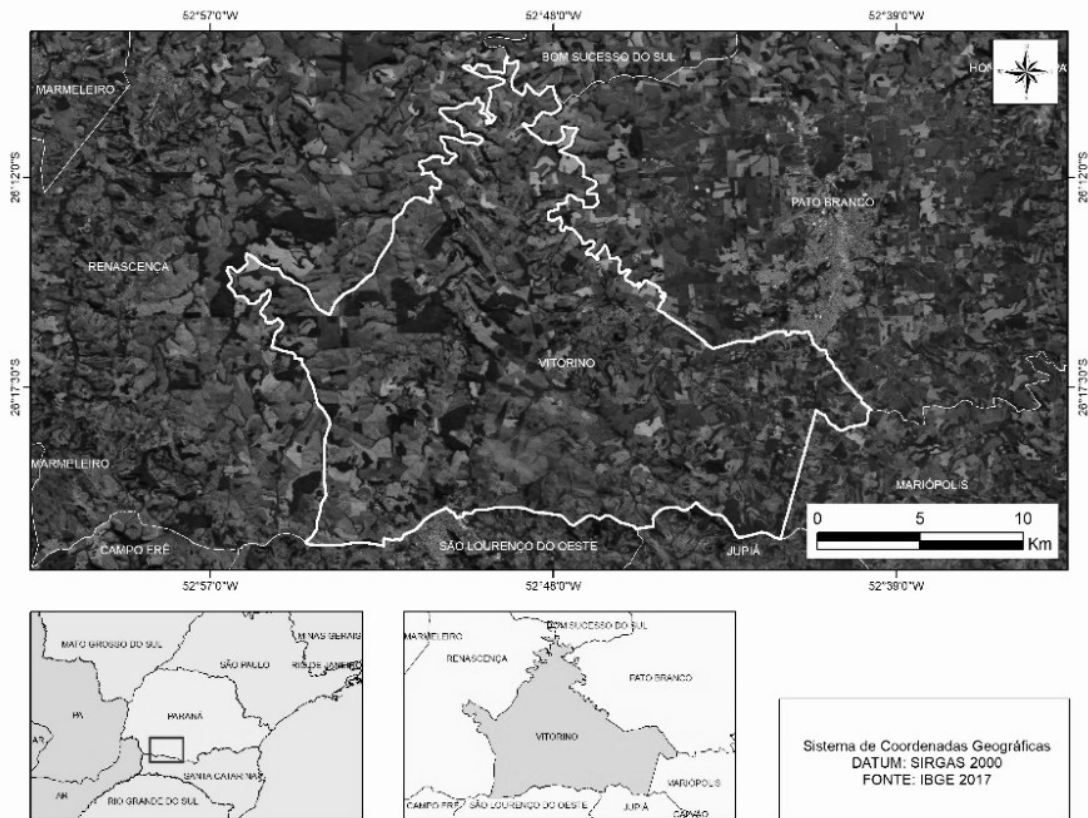 52°57'0"W 52°48'0"W 52°39'0"W
BOM SUCESSO DO SUL
MARMELEIRO
26°12'0"S 26°12'0"S
PATO BRANCO
RENASCENÇA
VITORINO
26°17'30"S 26°17'30"S
MARMELEIRO
MARIÓPOLIS
0 5 10
Km
CAMPO ERÊ
SÃO LOURENÇO DO OESTE
JUPIÁ
52°57'0"W 52°48'0"W 52°39'0"W
MATO GROSSO DO SUL
MINAS GERAIS
SÃO PAULO
RIO DE JANEIRO
PA
PARANÁ
AR
SANTA CATARINA
AR
RIO GRANDE DO SUL
BOM SUCESSO DO SUL
MARMELEIRO
RENASCENÇA
PATO BRANCO
VITORINO
MARIÓPOLIS
CAMPO ERÊ
SÃO LOURENÇO DO OESTE
JUPIÁ
Sistema de Coordenadas Geográficas
DATUM: SIRGAS 2000
FONTE: IBGE 2017